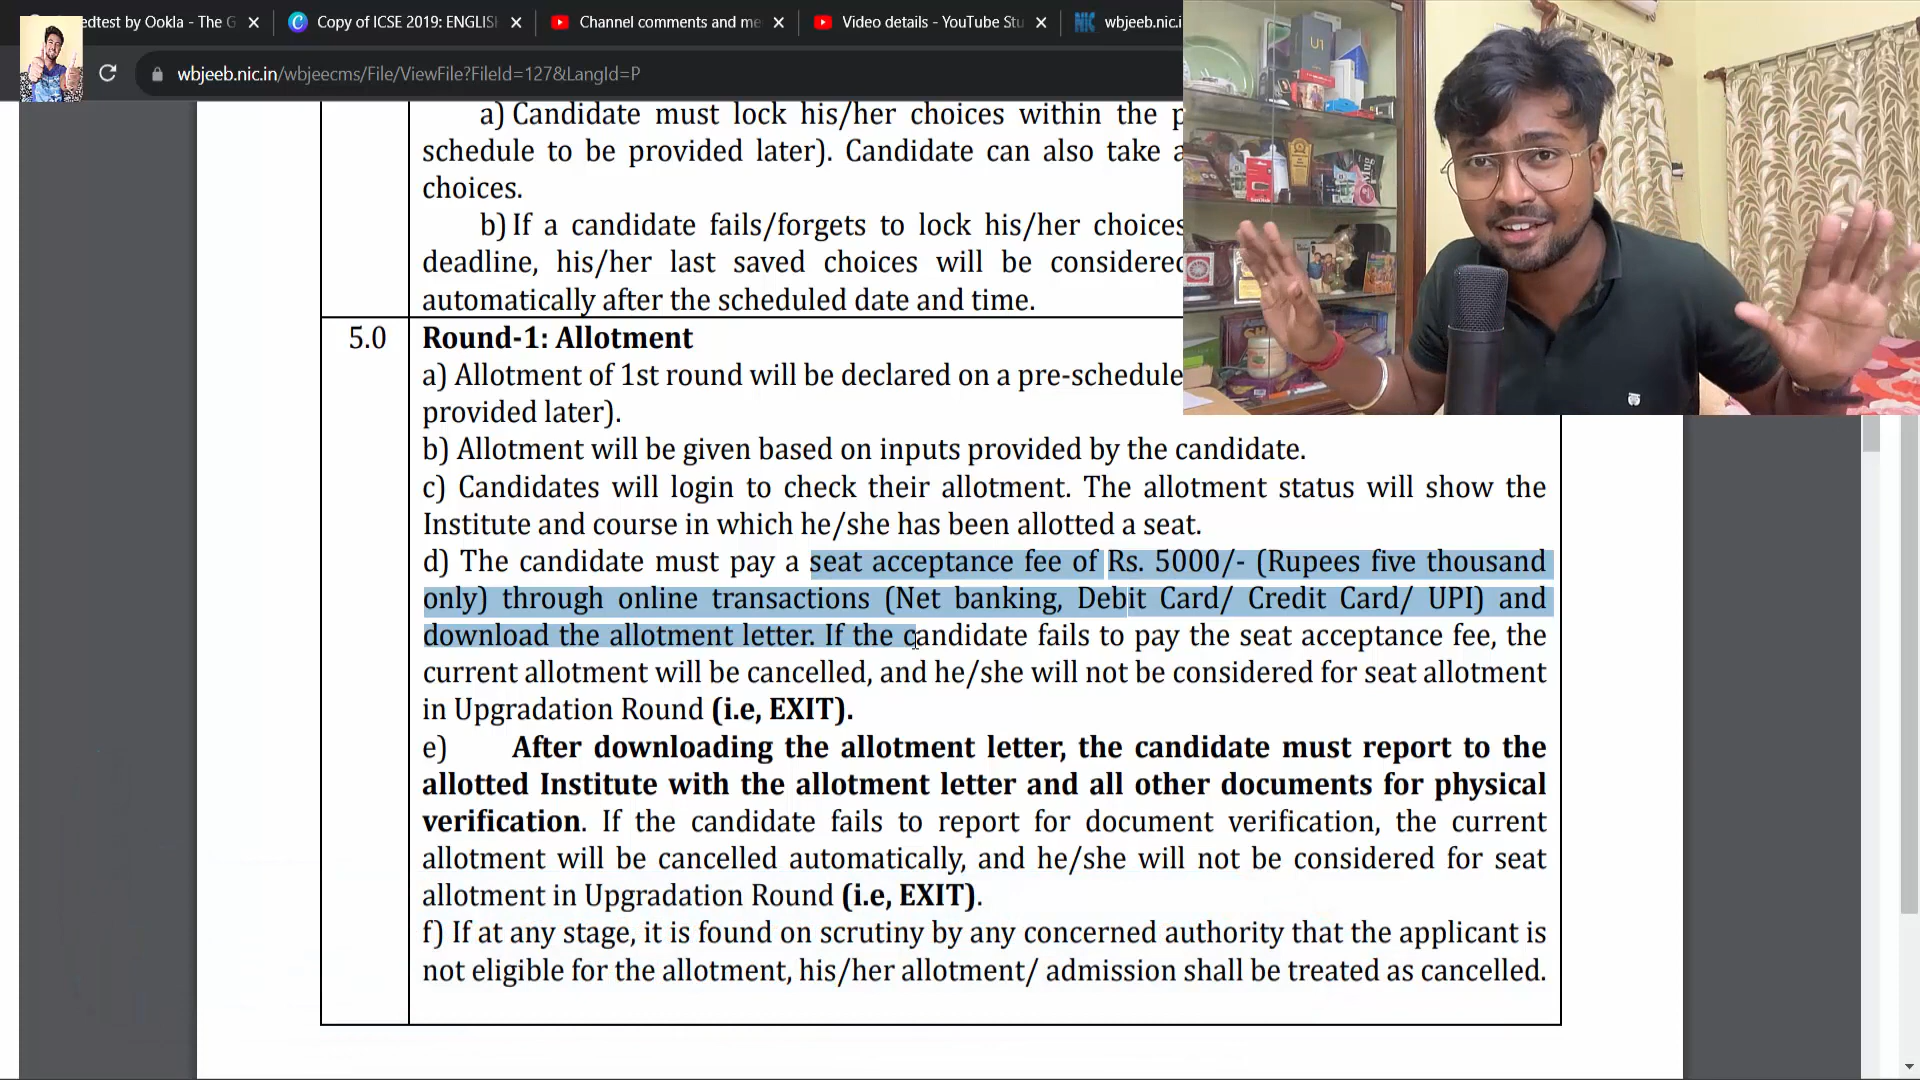 edtest by Ookla - The G
Copy of ICSE 2019: ENGLIS
Channel comments and me
Video details - YouTube Stu
NIC wbjeeb.nic.i
wbjeeb.nic.in/wbjeecms/File/ViewFile?FileId=127&LangId=P
U1
a) Candidate must lock his/her choices within the p
schedule to be provided later). Candidate can also take a
choices.
b) If a candidate fails/forgets to lock his/her choices
deadline, his/her last saved choices will be considered
automatically after the scheduled date and time.
5.0 Round-1: Allotment
a) Allotment of 1st round will be declared on a pre-schedule
provided later).
b) Allotment will be given based on inputs provided by the candidate.
c) Candidates will login to check their allotment. The allotment status will show the
Institute and course in which he/she has been allotted a seat.
d) The candidate must pay a seat acceptance fee of Rs. 5000/- (Rupees five thousand
only) through online transactions (Net banking, Debit Card/ Credit Card/ UPI) and
download the allotment letter. If the candidate fails to pay the seat acceptance fee, the
current allotment will be cancelled, and he/she will not be considered for seat allotment
in Upgradation Round (i.e, EXIT).
e) After downloading the allotment letter, the candidate must report to the
allotted Institute with the allotment letter and all other documents for physical
verification. If the candidate fails to report for document verification, the current
allotment will be cancelled automatically, and he/she will not be considered for seat
allotment in Upgradation Round (i.e, EXIT).
f) If at any stage, it is found on scrutiny by any concerned authority that the applicant is
not eligible for the allotment, his/her allotment/ admission shall be treated as cancelled.